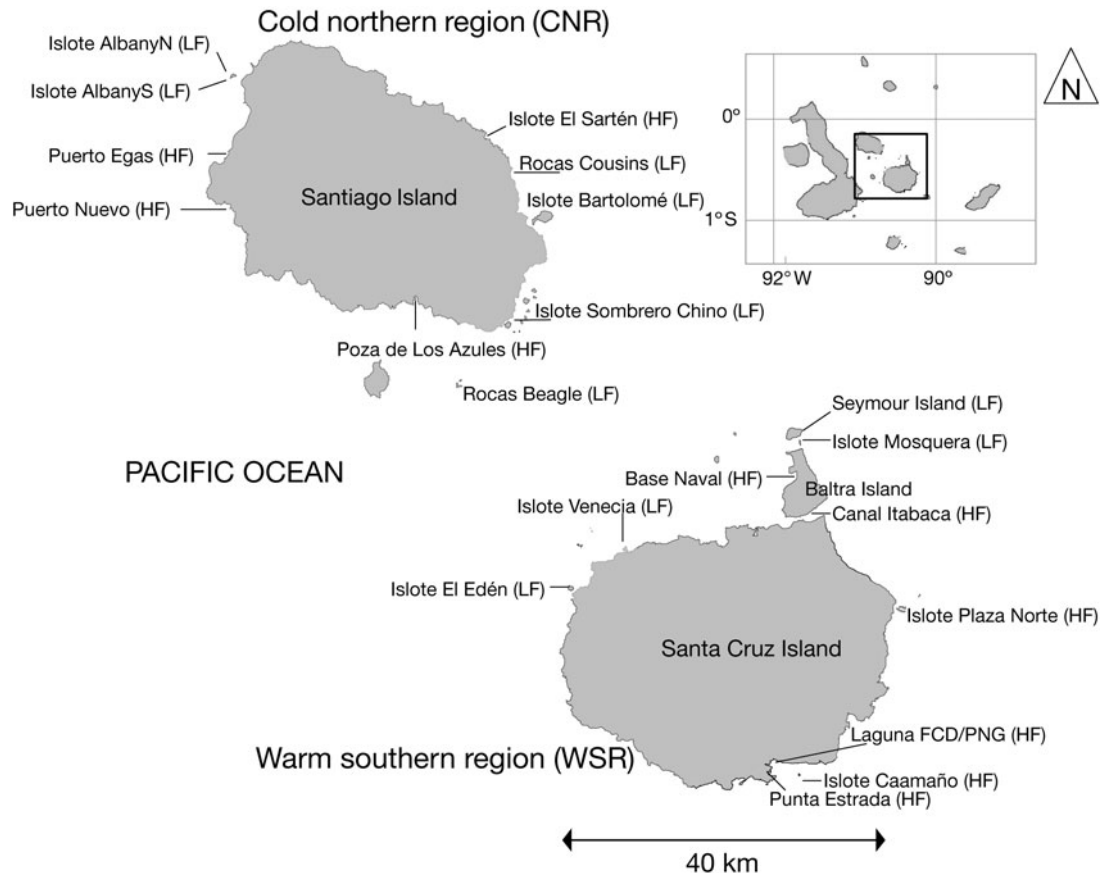 Cold northern region (CNR)
Islote AlbanyN (LF)
Islote AlbanyS (LF)
Puerto Egas (HF)
Puerto Nuevo (HF)
Santiago Island
Islote El Sartén (HF)
Rocas Cousins (LF)
Islote Bartolomé (LF)
Islote Sombrero Chino (LF)
Poza de Los Azules (HF)
Rocas Beagle (LF)
N
0°
1°S
92°W
90°
PACIFIC OCEAN
Seymour Island (LF)
Islote Mosquera (LF)
Base Naval (HF)
Baltra Island
Canal Itabaca (HF)
Islote Venecia (LF)
Islote El Edén (LF)
Islote Plaza Norte (HF)
Santa Cruz Island
Warm southern region (WSR)
Laguna FCD/PNG (HF)
Islote Caamaño (HF)
Punta Estrada (HF)
40 km